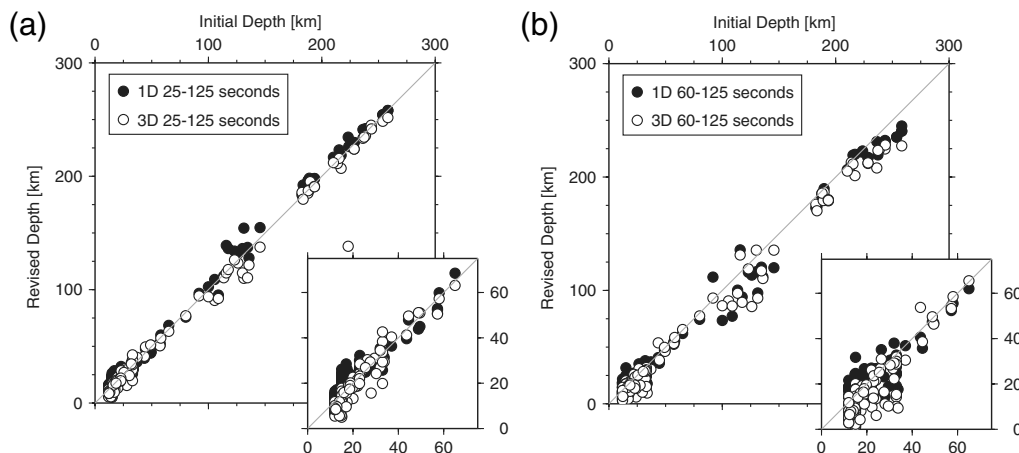 (a)
Initial Depth [km]
0 100 200 300
300
200
100
0
Revised Depth [km]
1D 25-125 seconds
3D 25-125 seconds
60
40
20
0
0 20 40 60
(b)
Initial Depth [km]
0 100 200 300
300
200
100
0
Revised Depth [km]
1D 60-125 seconds
3D 60-125 seconds
60
40
20
0
0 20 40 60